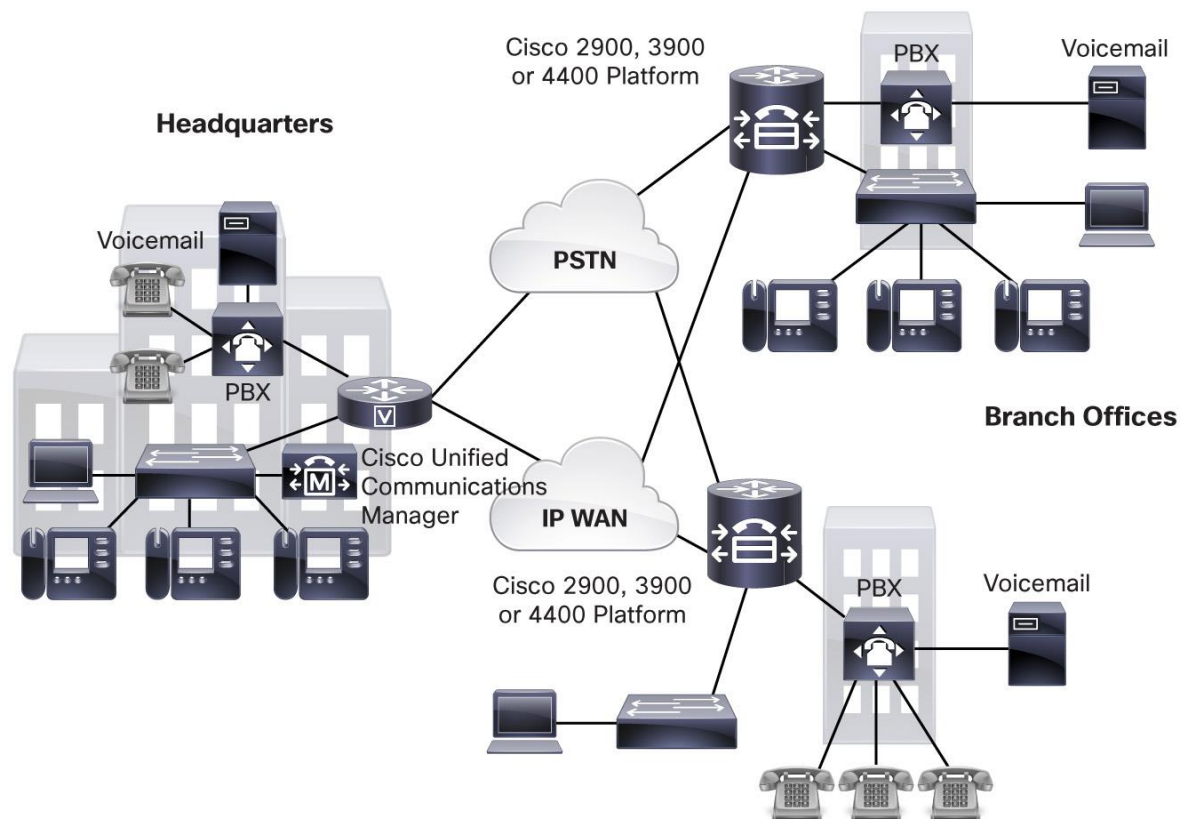 Cisco 2900, 3900
or 4400 Platform
PBX
Voicemail
Headquarters
Voicemail
PSTN
PBX
Branch Offices
Cisco Unified
Communications
Manager
V
M
IP WAN
Cisco 2900, 3900
or 4400 Platform
PBX
Voicemail